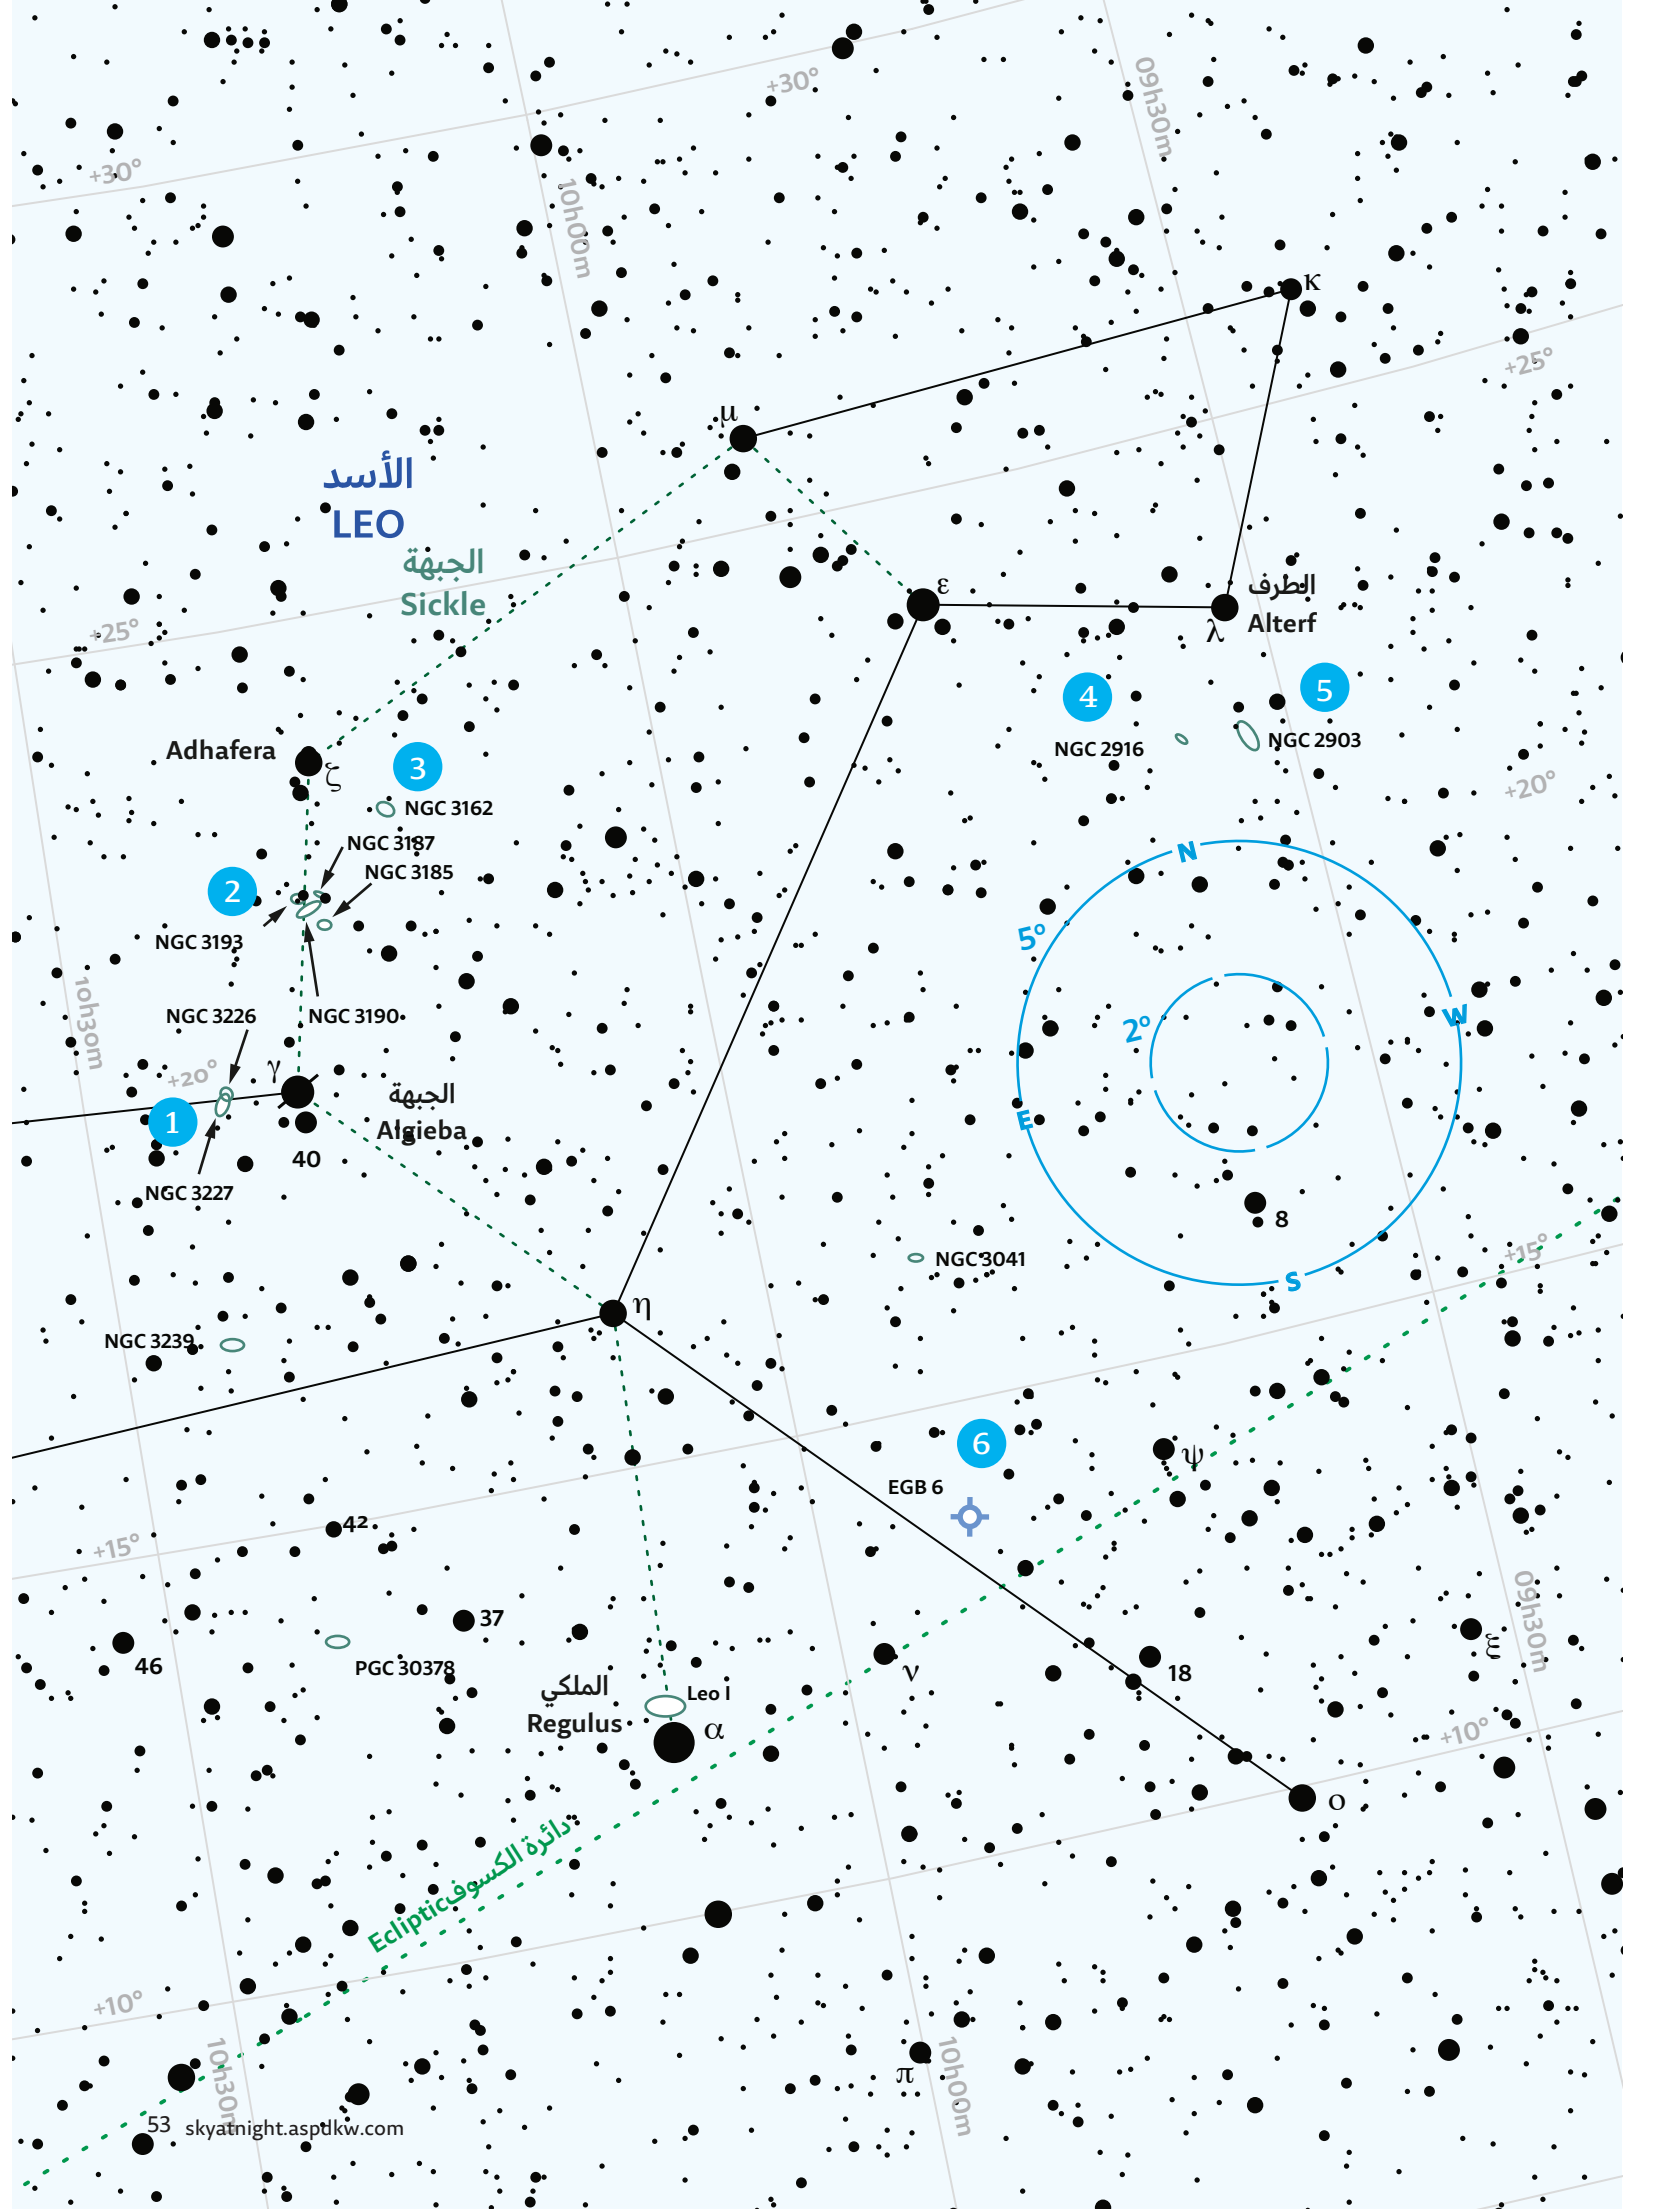 +30°
09h30m
+30°
10h00m
κ
+25°
μ
الأسد
LEO
الجبهة
Sickle
ε
الطرف
Alterf
λ
+25°
4
5
NGC 2916
NGC 2903
Adhafera
ζ
3
NGC 3162
+20°
NGC 3187
NGC 3185
2
NGC 3193
N
5°
2°
W
E
S
10h30m
NGC 3226
NGC 3190
γ
+20°
الجبهة
Algieba
1
40
NGC 3227
8
+15°
NGC 3041
η
NGC 3239
6
ψ
EGB 6
42
+15°
09h30m
37
46
PGC 30378
ξ
ν
18
الملكي
Regulus
Leo I
α
+10°
ο
دائرة الكسوف
Ecliptic
+10°
10h30m
10h00m
π
53 skyatnight.aspdkw.com